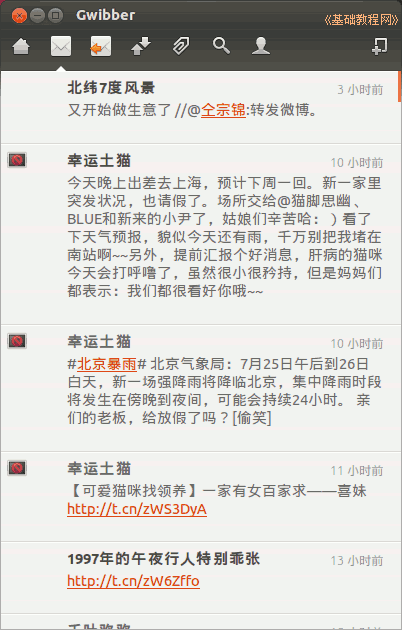 Gwibber
《基础教程网》
北纬7度风景
3 小时前
又开始做生意了 //@仝宗锦:转发微博。
幸运土猫
10 小时前
今天晚上出差去上海，预计下周一回。新一家里
突发状况，也请假了。场所交给@猫脚思幽、
BLUE和新来的小尹了，姑娘们辛苦哈：）看了
下天气预报，貌似今天还有雨，千万别把我堵在
南站啊~~另外，提前汇报个好消息，肝病的猫咪
今天会打呼噜了，虽然很小很矜持，但是妈妈们
都表示：我们都很看好你哦~~
幸运土猫
10 小时前
#北京暴雨# 北京气象局：7月25日午后到26日
白天，新一场强降雨将降临北京，集中降雨时段
将发生在傍晚到夜间，可能会持续24小时。 亲
们的老板，给放假了吗？[偷笑]
幸运土猫
11 小时前
【可爱猫咪找领养】一家有女百家求——喜妹
http://t.cn/zWS3DyA
1997年的午夜行人特别乖张
13 小时前
http://t.cn/zW6Zffo